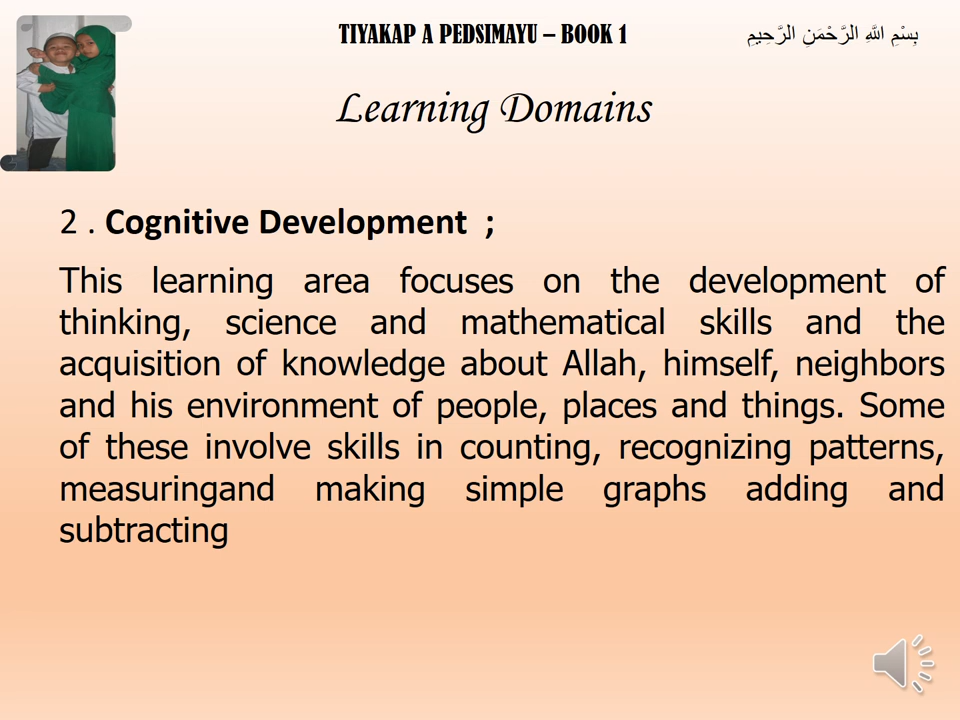 TIYAKAP A PEDSIMAYU – BOOK 1
بِسْمِ اللَّهِ الرَّحْمَنِ الرَّحِيمِ
Learning Domains
2 . Cognitive Development ;
This learning area focuses on the development of
thinking, science and mathematical skills and the
acquisition of knowledge about Allah, himself, neighbors
and his environment of people, places and things. Some
of these involve skills in counting, recognizing patterns,
measuringand making simple graphs adding and
subtracting